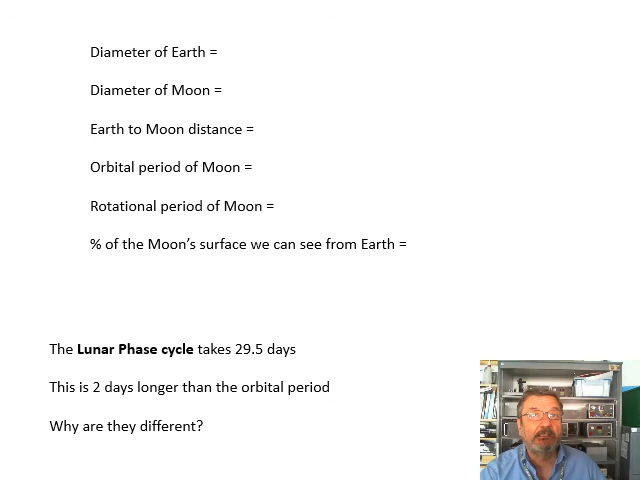 Diameter of Earth =
Diameter of Moon =
Earth to Moon distance =
Orbital period of Moon =
Rotational period of Moon =
% of the Moon’s surface we can see from Earth =
The Lunar Phase cycle takes 29.5 days
This is 2 days longer than the orbital period
Why are they different?